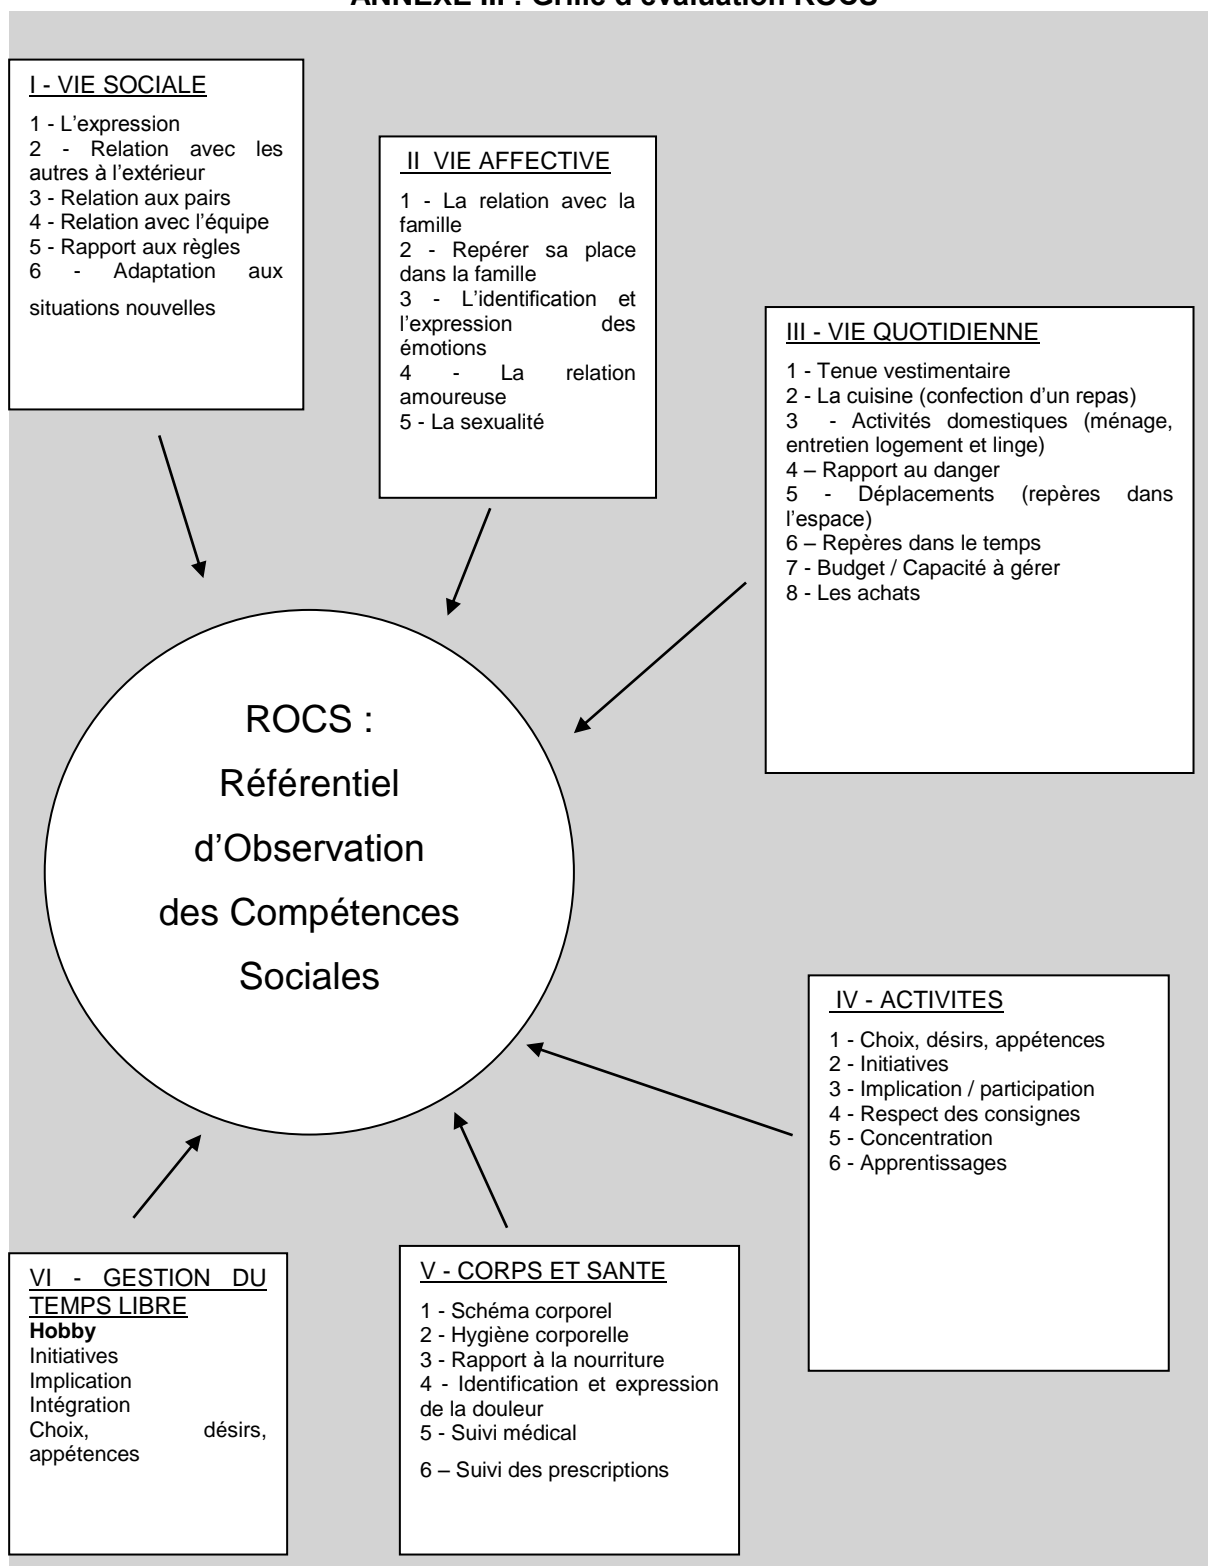 ANNEXE III : Grille d'évaluation ROCS
I - VIE SOCIALE
1 - L'expression
2 - Relation avec les
autres à l'extérieur
3 - Relation aux pairs
4 - Relation avec l'équipe
5 - Rapport aux règles
6 - Adaptation aux
situations nouvelles
II VIE AFFECTIVE
1 - La relation avec la
famille
2 - Repérer sa place
dans la famille
3 - L'identification et
l'expression des
émotions
4 - La relation
amoureuse
5 - La sexualité
III - VIE QUOTIDIENNE
1 - Tenue vestimentaire
2 - La cuisine (confection d'un repas)
3 - Activités domestiques (ménage,
entretien logement et linge)
4 – Rapport au danger
5 - Déplacements (repères dans
l'espace)
6 – Repères dans le temps
7 - Budget / Capacité à gérer
8 - Les achats
ROCS :
Référentiel
d'Observation
des Compétences
Sociales
IV - ACTIVITES
1 - Choix, désirs, appétences
2 - Initiatives
3 - Implication / participation
4 - Respect des consignes
5 - Concentration
6 - Apprentissages
V - CORPS ET SANTE
1 - Schéma corporel
2 - Hygiène corporelle
3 - Rapport à la nourriture
4 - Identification et expression
de la douleur
5 - Suivi médical
6 – Suivi des prescriptions
VI - GESTION DU
TEMPS LIBRE
Hobby
Initiatives
Implication
Intégration
Choix, désirs,
appétences